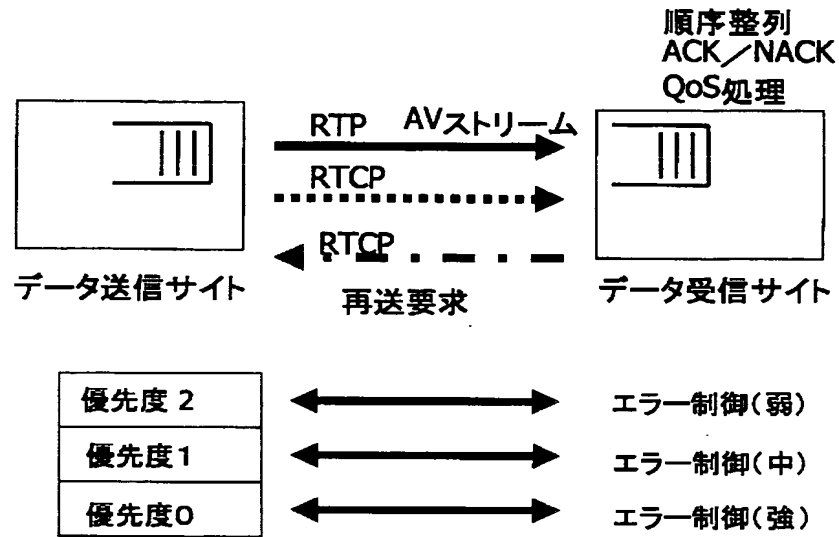 順序整列
ACK／NACK
QoS処理
RTP AVストリーム
RTCP
RTCP
データ送信サイト
再送要求
データ受信サイト
優先度 2
エラー制御(弱)
優先度1
エラー制御(中)
優先度0
エラー制御(強)